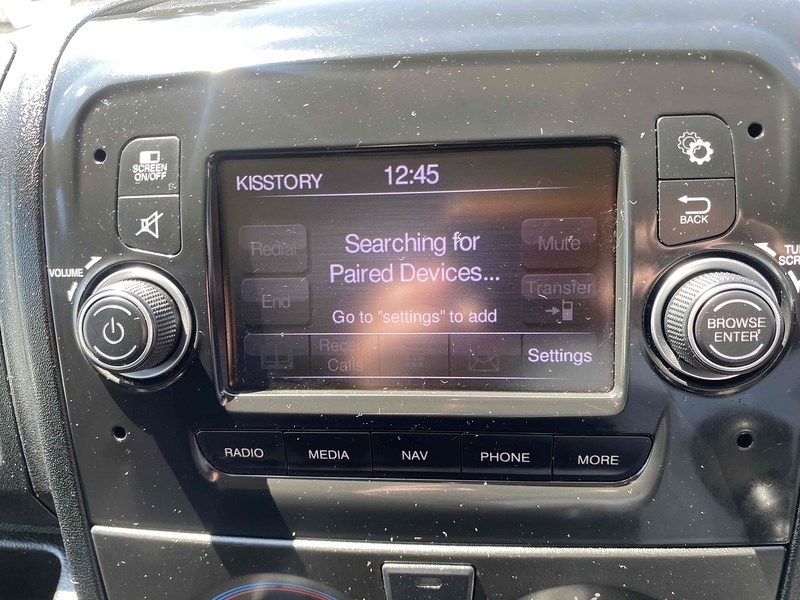 SCREEN
ON/OFF
KISSTORY 12:45
BACK
VOLUME
Redial
Searching for
Paired Devices...
Mute
End
Transfer
Go to "settings" to add
Calls
Settings
BROWSE
ENTER
RADIO MEDIA NAV PHONE MORE